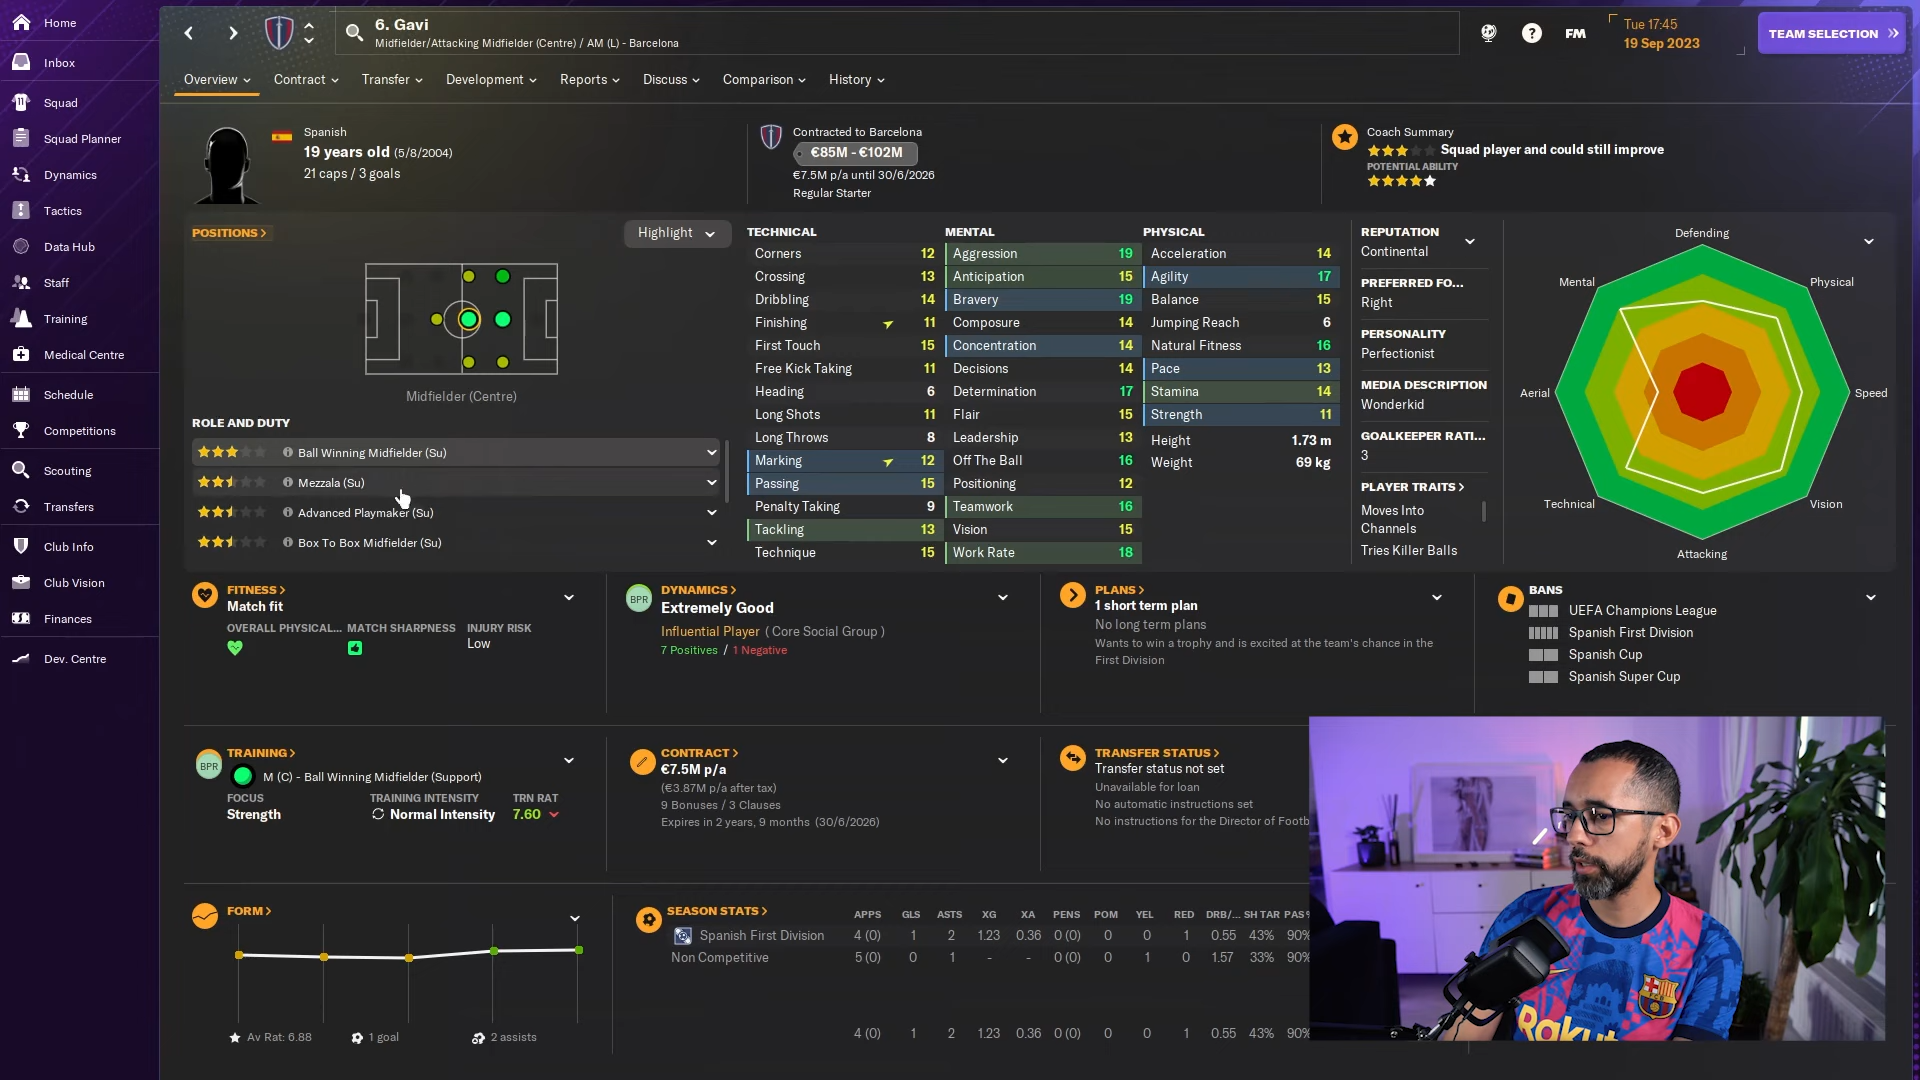 Home
Inbox
Squad
Squad Planner
Dynamics
Tactics
Data Hub
Staff
Training
Medical Centre
Schedule
Competitions
Scouting
Transfers
Club Info
Club Vision
Finances
Dev. Centre
6. Gavi
Midfielder/Attacking Midfielder (Centre) / AM (L) - Barcelona
FM
Tue 17:45
19 Sep 2023
TEAM SELECTION
Overview Contract Transfer Development Reports Discuss Comparison History
Spanish
19 years old (5/8/2004)
21 caps / 3 goals
Contracted to Barcelona
€85M - €102M
€7.5M p/a until 30/6/2026
Regular Starter
Coach Summary
Squad player and could still improve
POTENTIAL ABILITY
POSITIONS >
Highlight
Midfielder (Centre)
ROLE AND DUTY
Ball Winning Midfielder (Su)
Mezzala (Su)
Advanced Playmaker (Su)
Box To Box Midfielder (Su)
TECHNICAL
Corners 12
Crossing 13
Dribbling 14
Finishing 11
First Touch 15
Free Kick Taking 11
Heading 6
Long Shots 11
Long Throws 8
Marking 12
Passing 15
Penalty Taking 9
Tackling 13
Technique 15
MENTAL
Aggression 19
Anticipation 15
Bravery 19
Composure 14
Concentration 14
Decisions 14
Determination 17
Flair 15
Leadership 13
Off The Ball 16
Positioning 12
Teamwork 16
Vision 15
Work Rate 18
PHYSICAL
Acceleration 14
Agility 17
Balance 15
Jumping Reach 6
Natural Fitness 16
Pace 13
Stamina 14
Strength 11
Height 1.73 m
Weight 69 kg
REPUTATION
Continental
PREFERRED FO...
Right
PERSONALITY
Perfectionist
MEDIA DESCRIPTION
Wonderkid
GOALKEEPER RATI...
3
PLAYER TRAITS >
Moves Into
Channels
Tries Killer Balls
Defending
Physical
Speed
Vision
Attacking
Technical
Aerial
Mental
FITNESS >
Match fit
OVERALL PHYSICAL... MATCH SHARPNESS INJURY RISK
Low
BPR
DYNAMICS >
Extremely Good
Influential Player ( Core Social Group )
7 Positives / 1 Negative
PLANS >
1 short term plan
No long term plans
Wants to win a trophy and is excited at the team's chance in the
First Division
BANS
UEFA Champions League
Spanish First Division
Spanish Cup
Spanish Super Cup
BPR
TRAINING >
M (C) - Ball Winning Midfielder (Support)
FOCUS TRAINING INTENSITY TRN RAT
Strength Normal Intensity 7.60
CONTRACT >
€7.5M p/a
(€3.87M p/a after tax)
9 Bonuses / 3 Clauses
Expires in 2 years, 9 months (30/6/2026)
TRANSFER STATUS >
Transfer status not set
Unavailable for loan
No automatic instructions set
No instructions for the Director of Footb
FORM >
Av Rat: 6.88 1 goal 2 assists
SEASON STATS > APPS GLS ASTS XG XA PENS POM YEL RED DRB/... SH TAR PAS%
Spanish First Division 4 (0) 1 2 1.23 0.36 0 (0) 0 0 1 0.55 43% 90%
Non Competitive 5 (0) 0 1 - - 0 (0) 0 1 0 1.57 33% 90%
4 (0) 1 2 1.23 0.36 0 (0) 0 0 1 0.55 43% 90%
Rakut